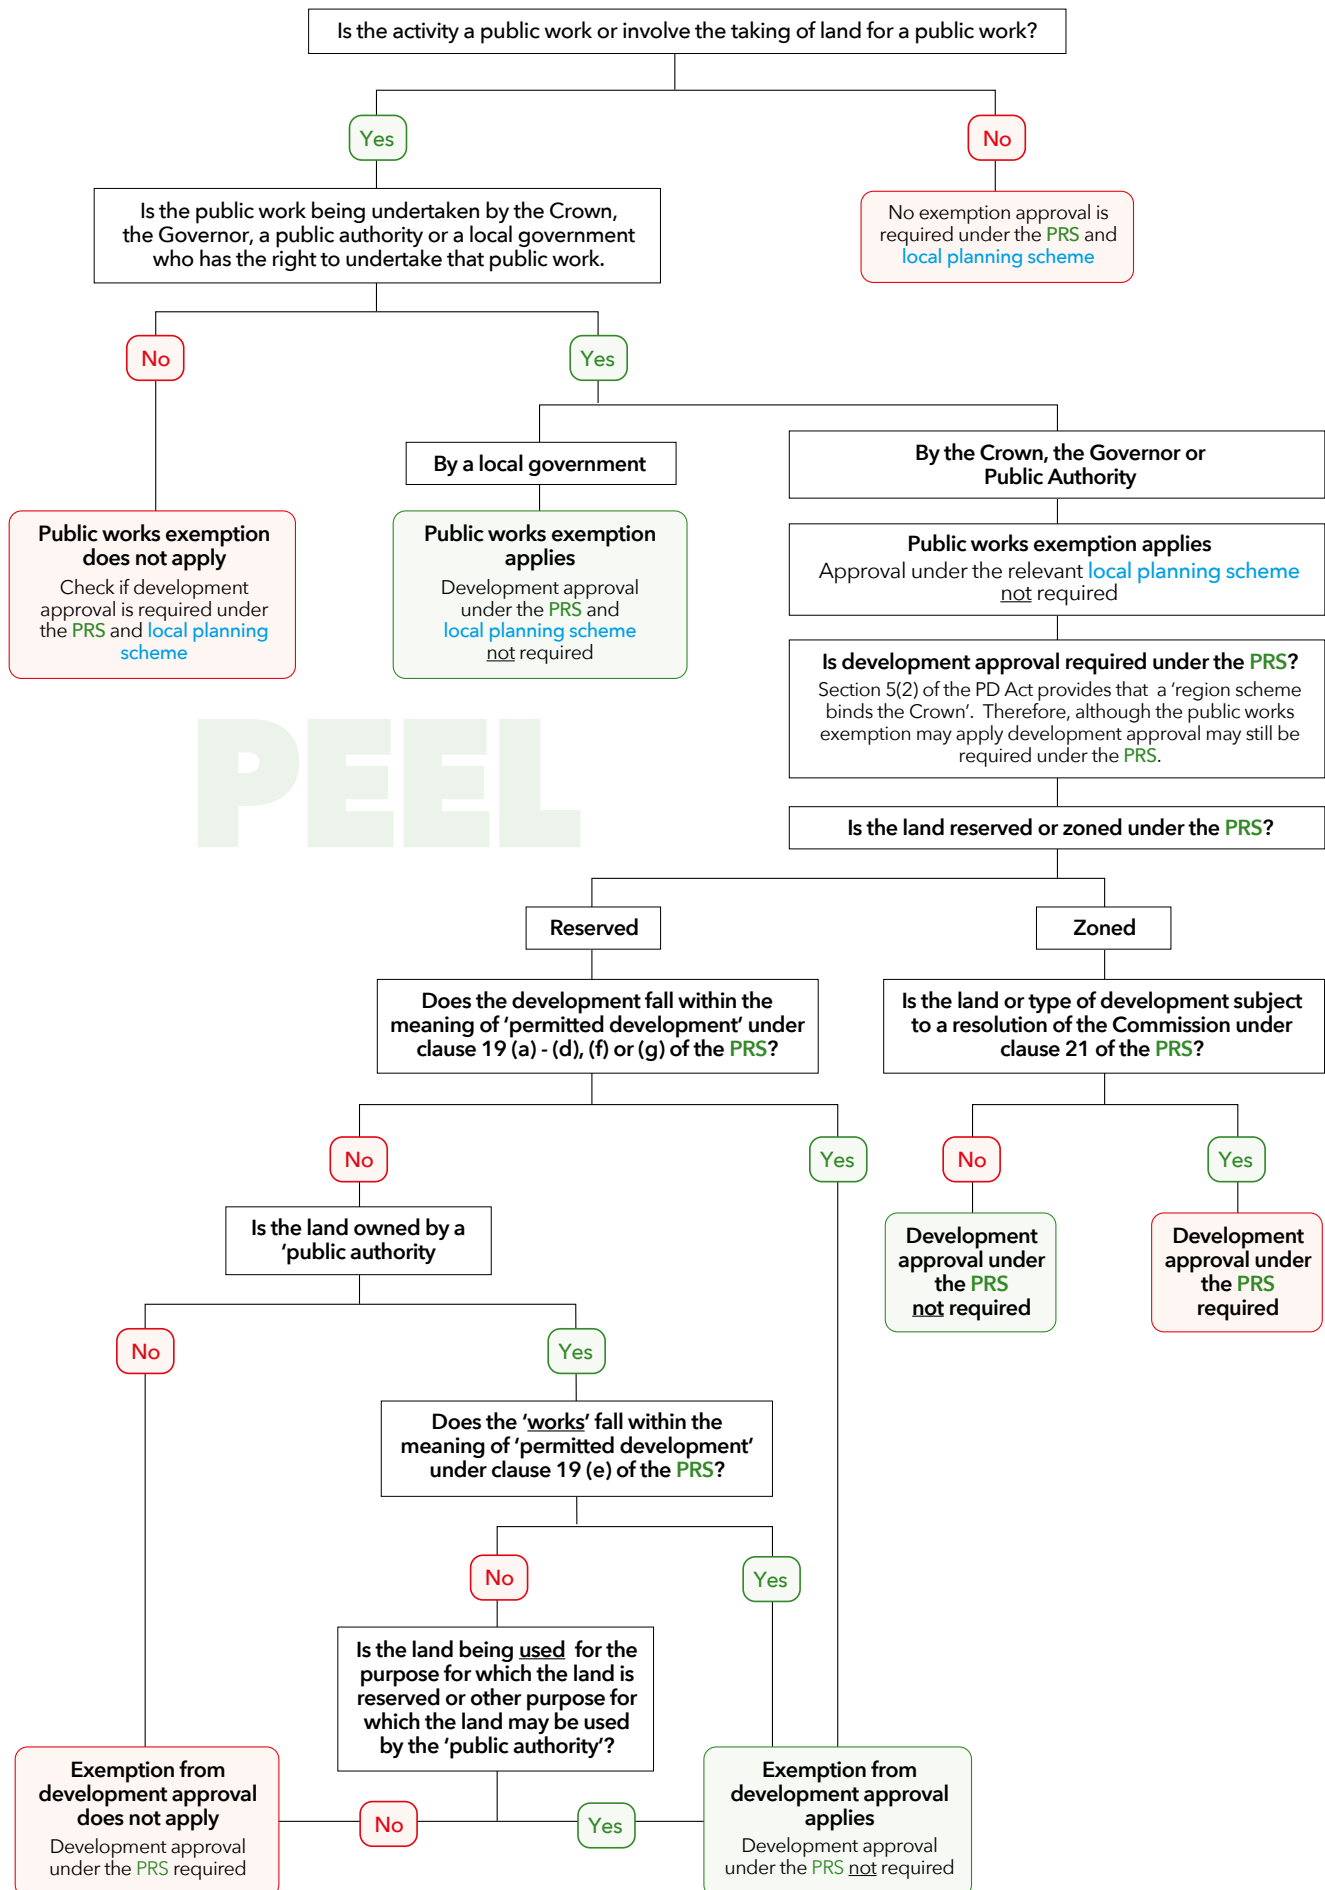 Is the activity a public work or involve the taking of land for a public work?
Yes
No
Is the public work being undertaken by the Crown,
the Governor, a public authority or a local government
who has the right to undertake that public work.
No exemption approval is
required under the PRS and
local planning scheme
No
Yes
By a local government
By the Crown, the Governor or
Public Authority
Public works exemption
does not apply
Check if development
approval is required under
the PRS and local planning
scheme
Public works exemption
applies
Development approval
under the PRS and
local planning scheme
not required
Public works exemption applies
Approval under the relevant local planning scheme
not required
Is development approval required under the PRS?
Section 5(2) of the PD Act provides that a ‘region scheme
binds the Crown’. Therefore, although the public works
exemption may apply development approval may still be
required under the PRS.
PEEL
Is the land reserved or zoned under the PRS?
Reserved
Zoned
Does the development fall within the
meaning of ‘permitted development’ under
clause 19 (a) - (d), (f) or (g) of the PRS?
Is the land or type of development subject
to a resolution of the Commission under
clause 21 of the PRS?
No
Yes
No
Yes
Is the land owned by a
‘public authority
Development
approval under
the PRS
not required
Development
approval under
the PRS
required
No
Yes
Does the ‘works’ fall within the
meaning of ‘permitted development’
under clause 19 (e) of the PRS?
No
Yes
Is the land being used for the
purpose for which the land is
reserved or other purpose for
which the land may be used
by the ‘public authority’?
Exemption from
development approval
does not apply
Development approval
under the PRS required
No
Yes
Exemption from
development approval
applies
Development approval
under the PRS not required